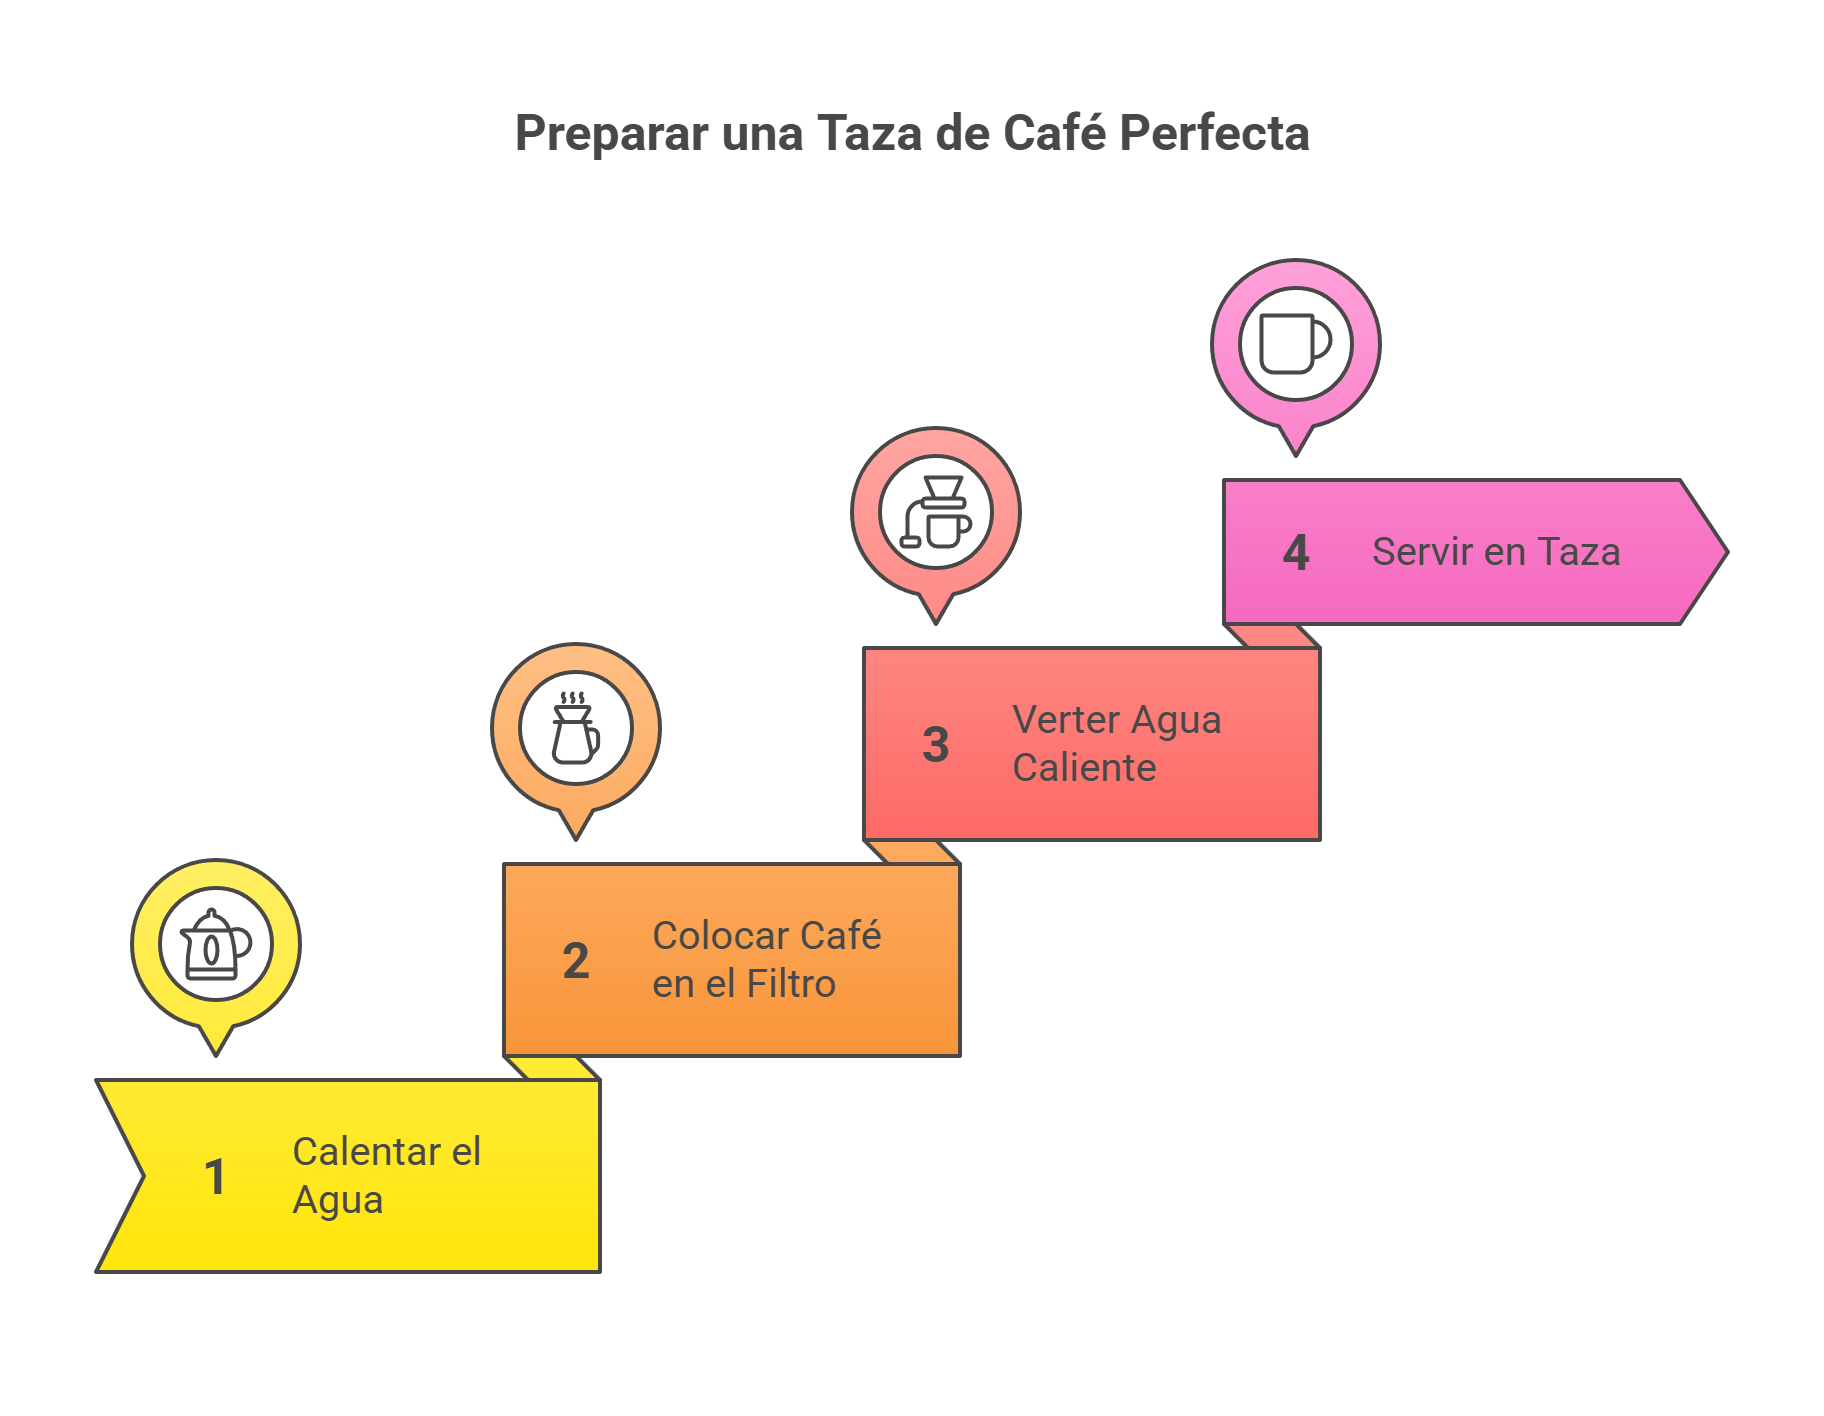 Preparar una Taza de Café Perfecta
4 Servir en Taza
3 Verter Agua
Caliente
2 Colocar Café
en el Filtro
1 Calentar el
Agua